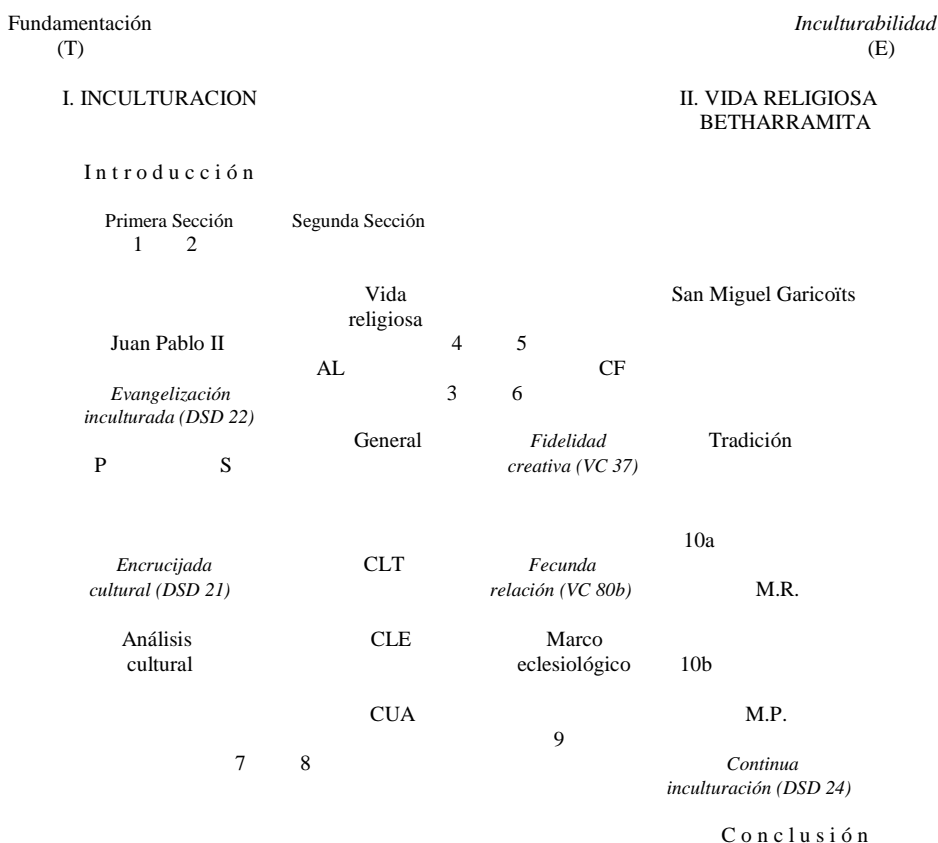 Fundamentación Inculturabilidad
(T) (E)
I. INCULTURACION II. VIDA RELIGIOSA
BETHARRAMITA
I n t r o d u c c i ó n
Primera Sección Segunda Sección
1 2
Vida San Miguel Garicoïts
religiosa
Juan Pablo II 4 5
AL CF
Evangelización 3 6
inculturada (DSD 22)
General Fidelidad Tradición
P S creativa (VC 37)
10a
Encrucijada CLT Fecunda
cultural (DSD 21) relación (VC 80b) M.R.
Análisis CLE Marco
cultural eclesiológico 10b
CUA M.P.
9
7 8 Continua
inculturación (DSD 24)
C o n c l u s i ó n